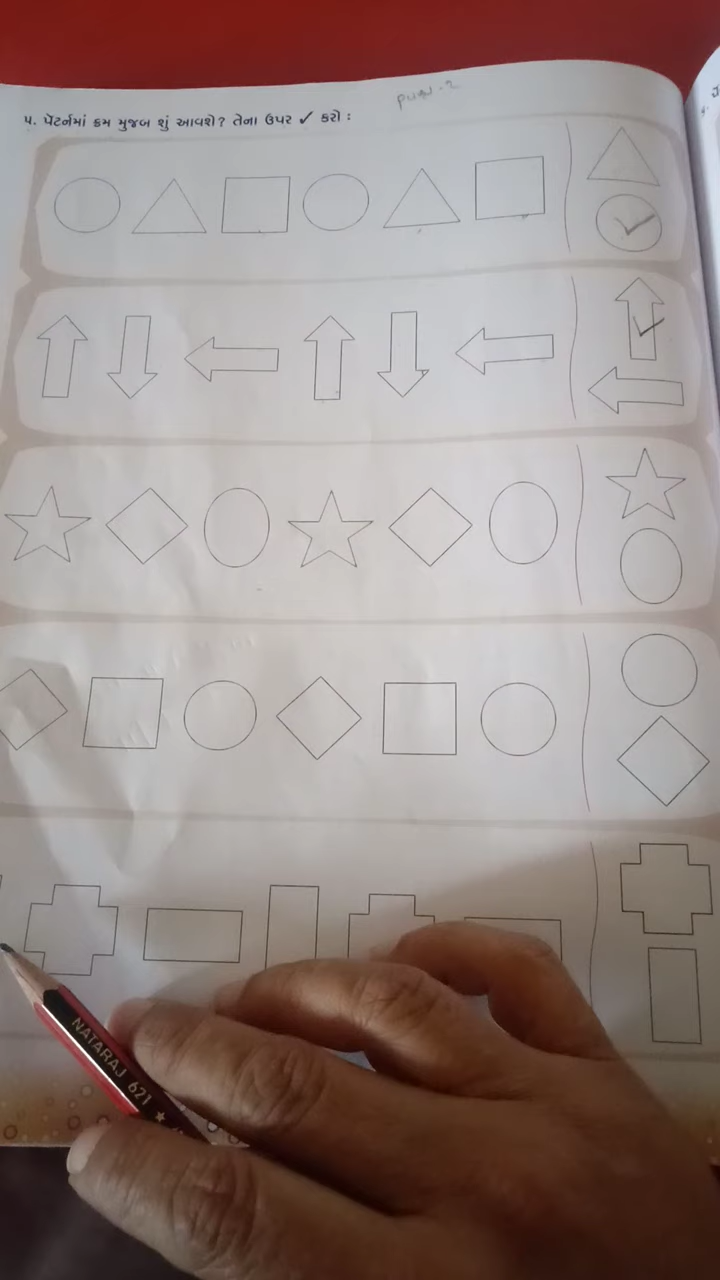 ૫. પૅટર્નમાં ક્રમ મુજબ શું આવશે? તેના ઉપર ✓ કરો :
NATARAJ 621